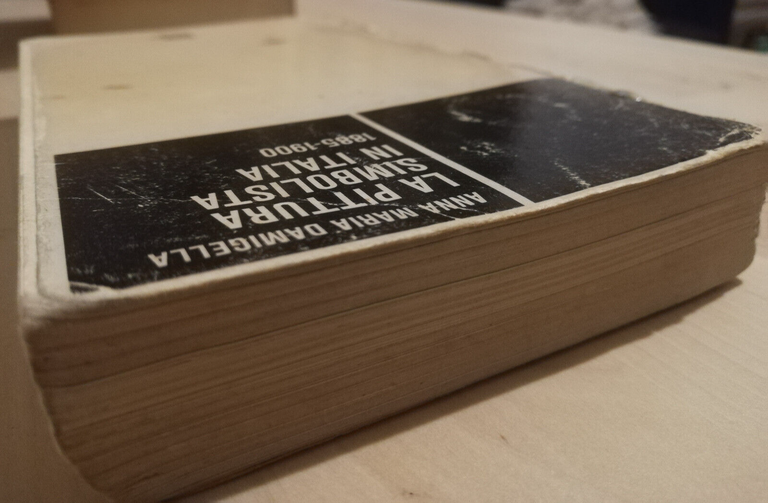 ANNA MARIA DAMIGELLA
LA PITTURA
SIMBOLISTA
IN ITALIA
1885-1900